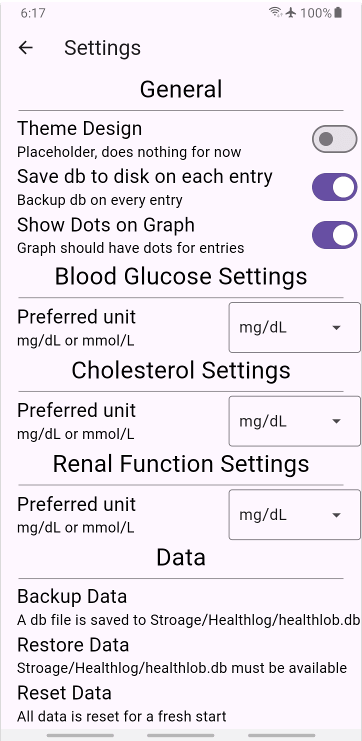 6:17 100%
Settings
General
Theme Design
Placeholder, does nothing for now
Save db to disk on each entry
Backup db on every entry
Show Dots on Graph
Graph should have dots for entries
Blood Glucose Settings
Preferred unit
mg/dL or mmol/L
mg/dL
Cholesterol Settings
Preferred unit
mg/dL or mmol/L
mg/dL
Renal Function Settings
Preferred unit
mg/dL or mmol/L
mg/dL
Data
Backup Data
A db file is saved to Stroage/Healthlog/healthlob.db
Restore Data
Stroage/Healthlog/healthlob.db must be available
Reset Data
All data is reset for a fresh start